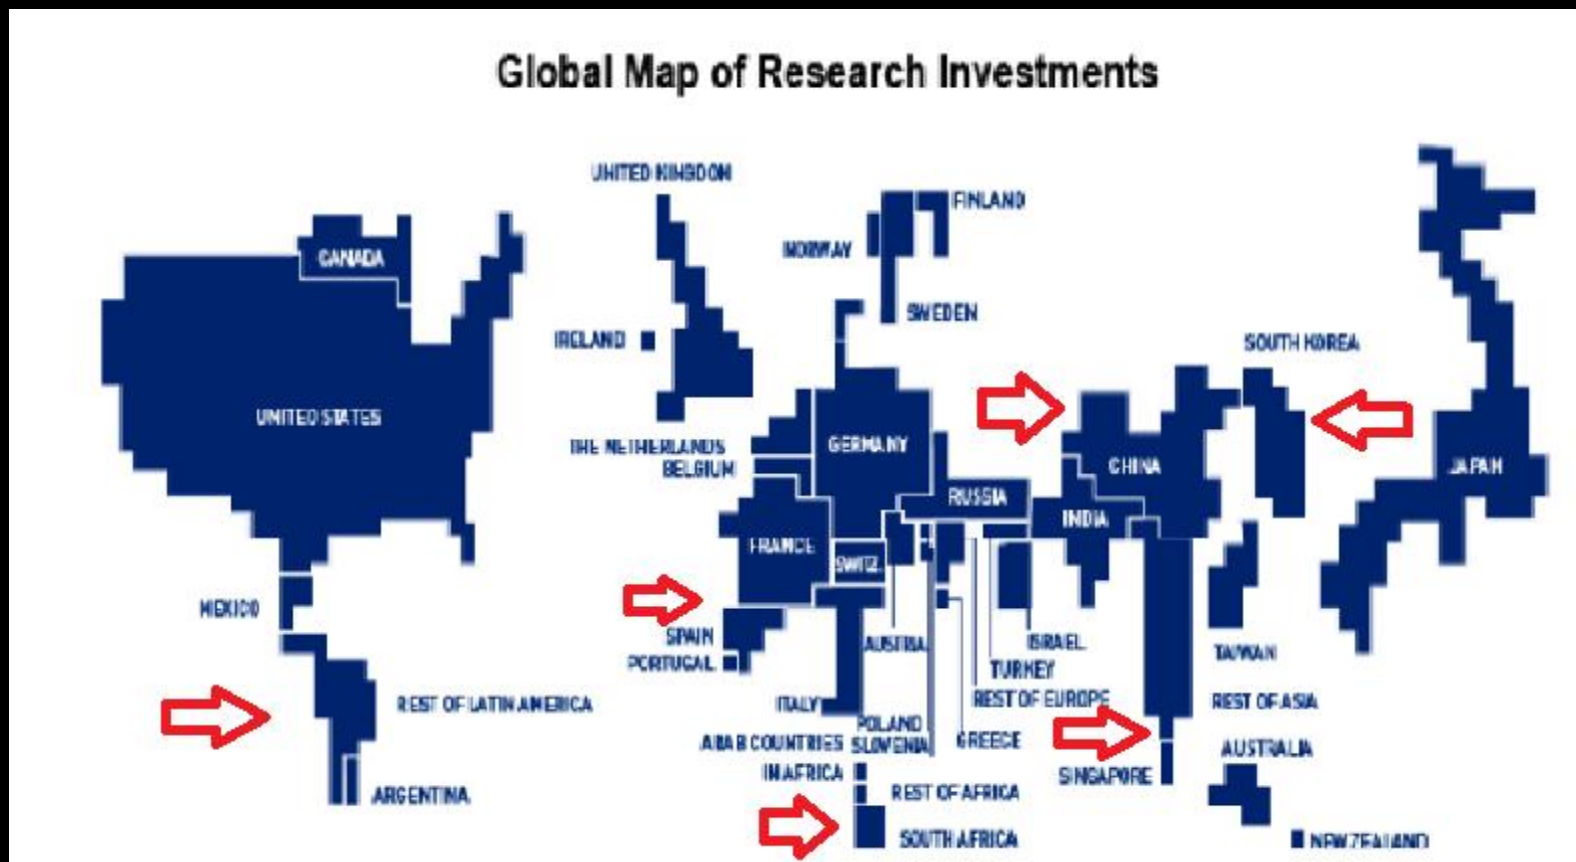 Global Map of Research Investments
UNITED KINGDOM
FINLAND
NORWAY
CANADA
SWEDEN
IRELAND
SOUTH KOREA
UNITED STATES
THE NETHERLANDS
BELGIUM
GERMANY
CHINA
JAPAN
RUSSIA
INDIA
FRANCE
SWITZ.
MEXICO
SPAIN
PORTUGAL
AUSTRIA
ISRAEL
TURKEY
TAIWAN
REST OF LATIN AMERICA
ITALY
REST OF EUROPE
REST OF ASIA
POLAND
SLOVENIA
GREECE
ARAB COUNTRIES
IN AFRICA
AUSTRALIA
SINGAPORE
ARGENTINA
REST OF AFRICA
SOUTH AFRICA
NEW ZEALAND